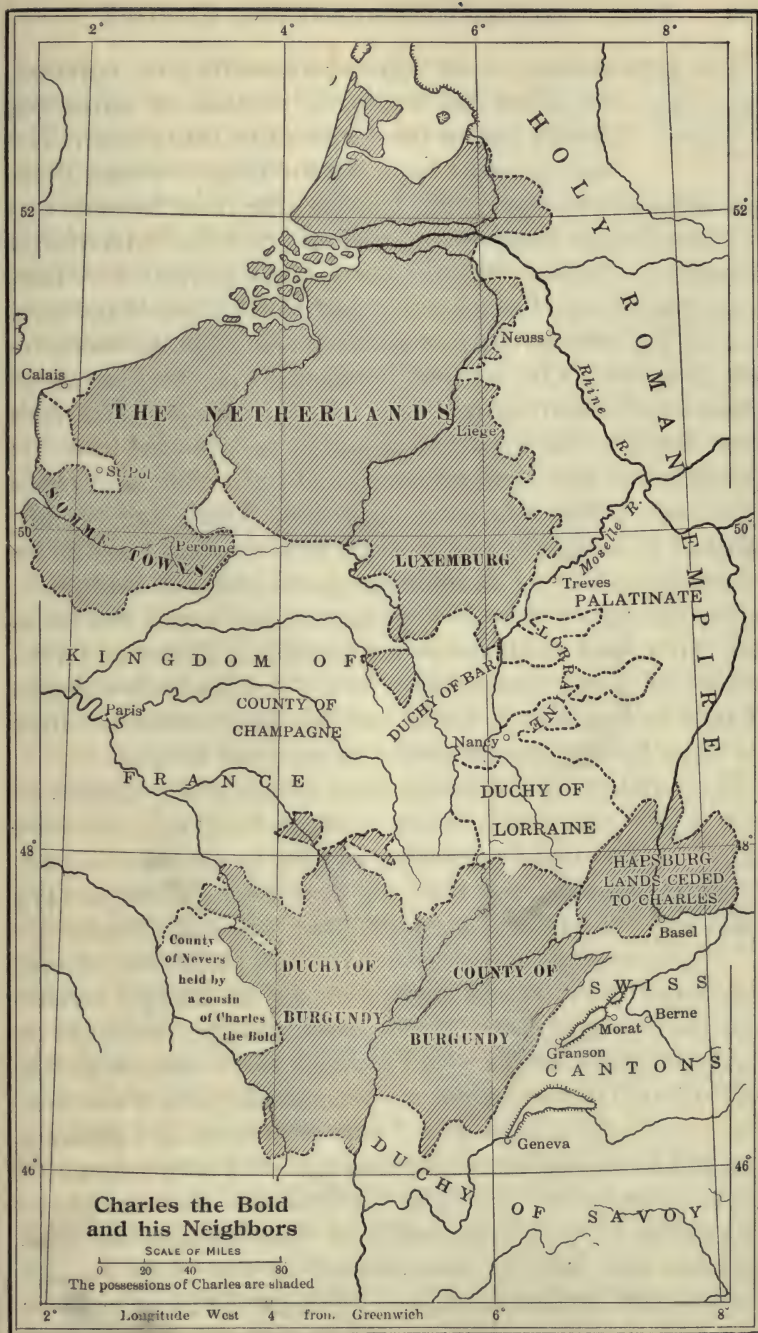 2° 4° 6° 8°
HOLY
52° 52°
ROMAN
Neuss
Calais
Rhine R.
THE NETHERLANDS
Liege
St. Pol
SOMME TOWNS
50° 50°
Peronne
Moselle R.
EMPIRE
LUXEMBURG
Treves
PALATINATE
LORRAINE
KINGDOM OF
DUCHY OF BAR
COUNTY OF
CHAMPAGNE
Paris
Nancy
FRANCE
DUCHY OF
LORRAINE
48° 48°
HAPSBURG
LANDS CEDED
TO CHARLES
Basel
County
of Nevers
held by
a cousin
of Charles
the Bold
DUCHY OF
BURGUNDY
COUNTY OF
BURGUNDY
SWISS
Berne
Morat
Granson
CANTONS
Geneva
46° 46°
DUCHY
OF SAVOY
Charles the Bold
and his Neighbors
SCALE OF MILES
0 20 40 80
The possessions of Charles are shaded
2° Longitude West 4 from Greenwich 6° 8°